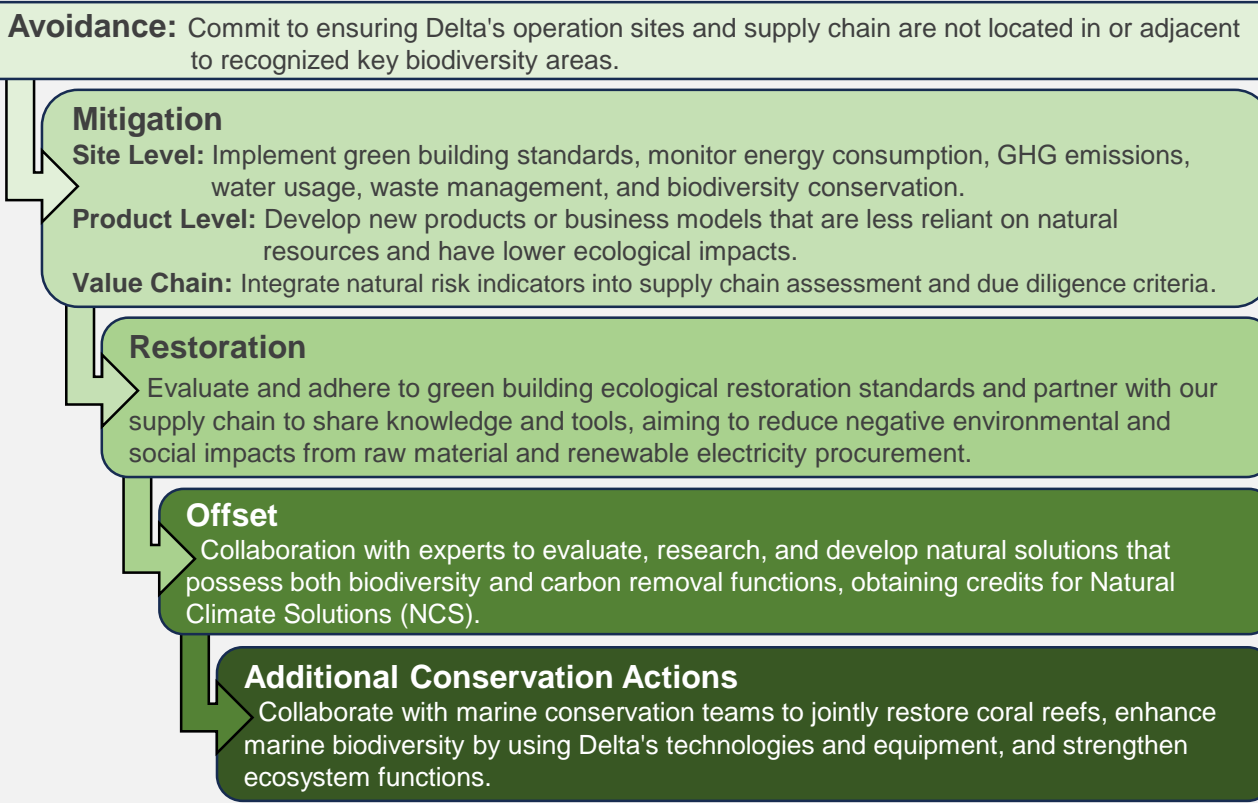 Avoidance: Commit to ensuring Delta's operation sites and supply chain are not located in or adjacent
to recognized key biodiversity areas.
Mitigation
Site Level: Implement green building standards, monitor energy consumption, GHG emissions,
water usage, waste management, and biodiversity conservation.
Product Level: Develop new products or business models that are less reliant on natural
resources and have lower ecological impacts.
Value Chain: Integrate natural risk indicators into supply chain assessment and due diligence criteria.
Restoration
Evaluate and adhere to green building ecological restoration standards and partner with our
supply chain to share knowledge and tools, aiming to reduce negative environmental and
social impacts from raw material and renewable electricity procurement.
Offset
Collaboration with experts to evaluate, research, and develop natural solutions that
possess both biodiversity and carbon removal functions, obtaining credits for Natural
Climate Solutions (NCS).
Additional Conservation Actions
Collaborate with marine conservation teams to jointly restore coral reefs, enhance
marine biodiversity by using Delta's technologies and equipment, and strengthen
ecosystem functions.